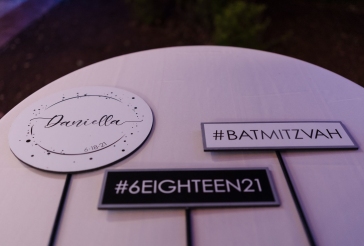 Daniella
6·18·21
#BATMITZVAH
#6EIGHTEEN21